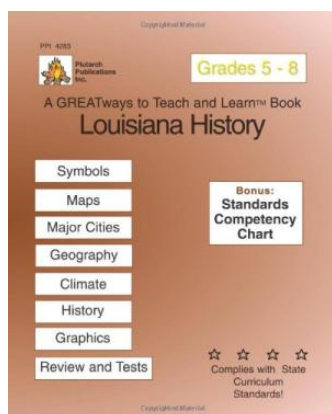 Copyrighted Material
PPI 4283
Plutarch
Publications
Inc.
Grades 5 - 8
A GREATways to Teach and Learn™ Book
Louisiana History
Symbols
Maps
Major Cities
Geography
Climate
History
Graphics
Review and Tests
Bonus:
Standards
Competency
Chart
Complies with State
Curriculum
Standards!
Copyrighted Material